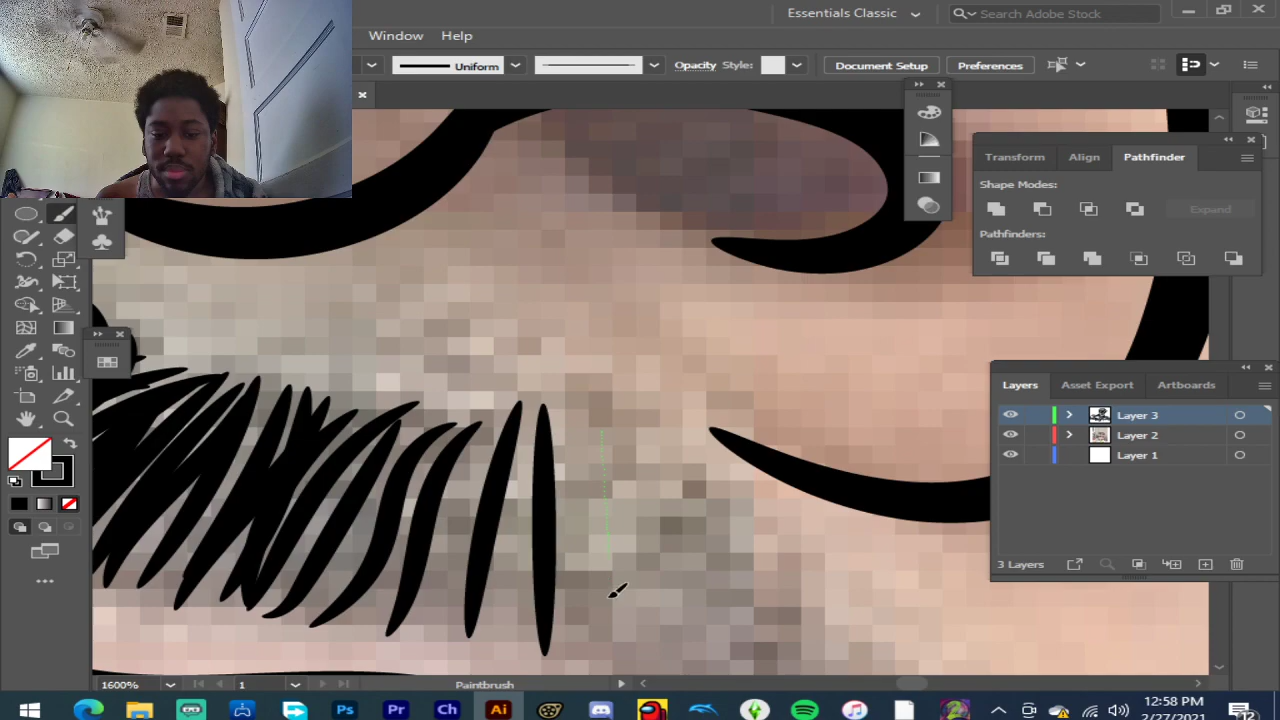 Essentials Classic
Search Adobe Stock
Window Help
Uniform
Opacity Style:
Document Setup
Preferences
Transform Align Pathfinder
Shape Modes:
Expand
Pathfinders:
Layers Asset Export Artboards
Layer 3
Layer 2
Layer 1
3 Layers
1600%
1
Paintbrush
Ps
Pr
Ch
Ai
12:58 PM
2/27/2021